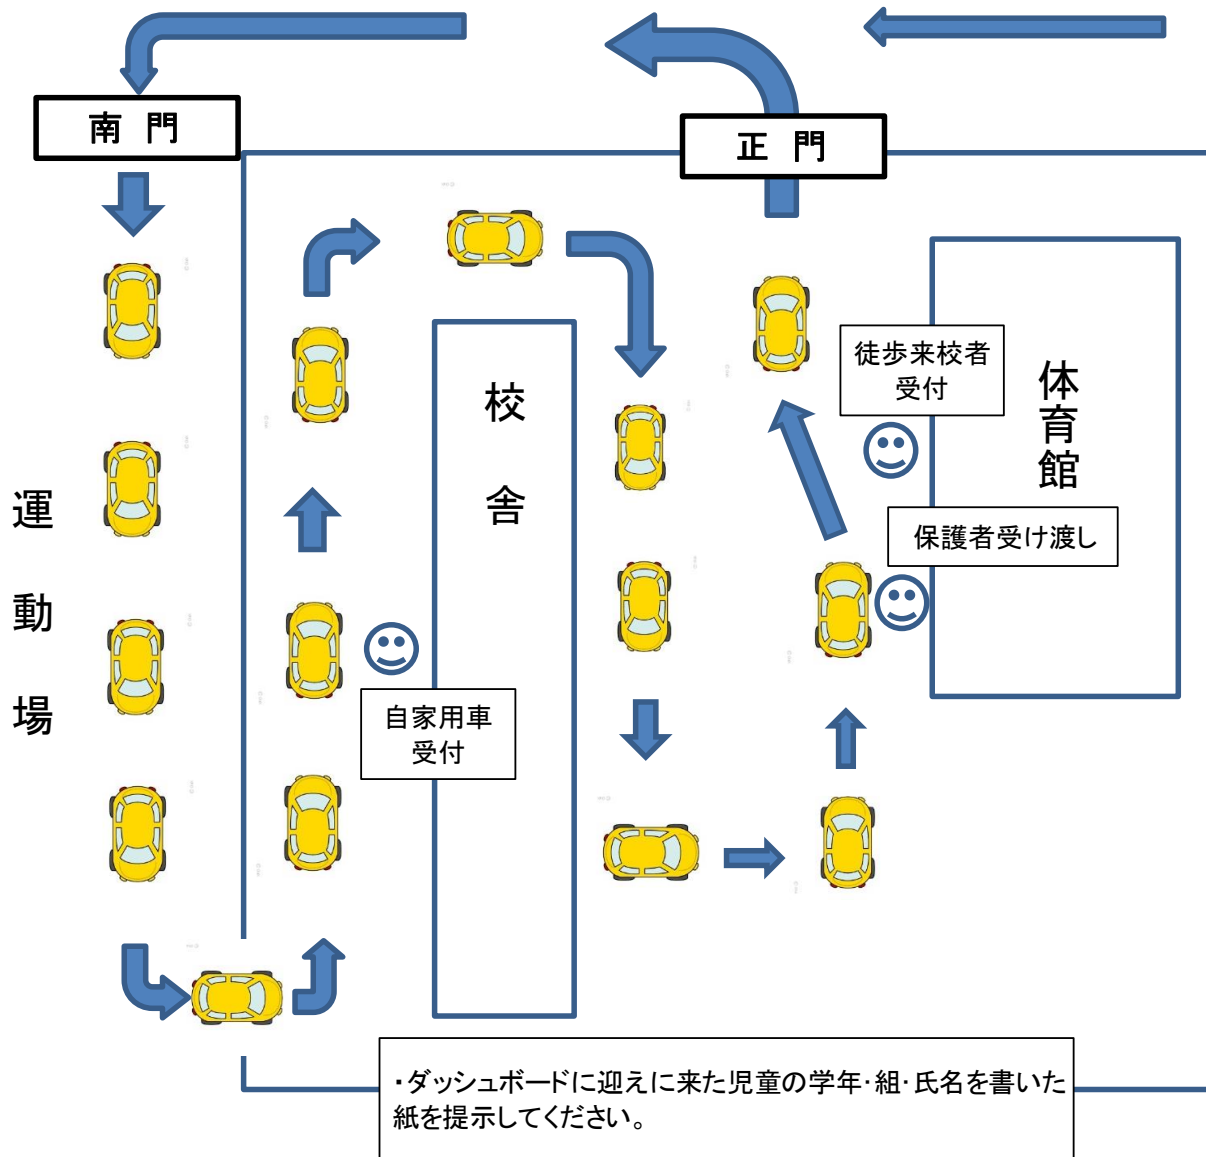 南 門
正 門
徒歩来校者
受付
体育館
校舎
保護者受け渡し
運動場
自家用車
受付
・ダッシュボードに迎えに来た児童の学年・組・氏名を書いた
紙を提示してください。